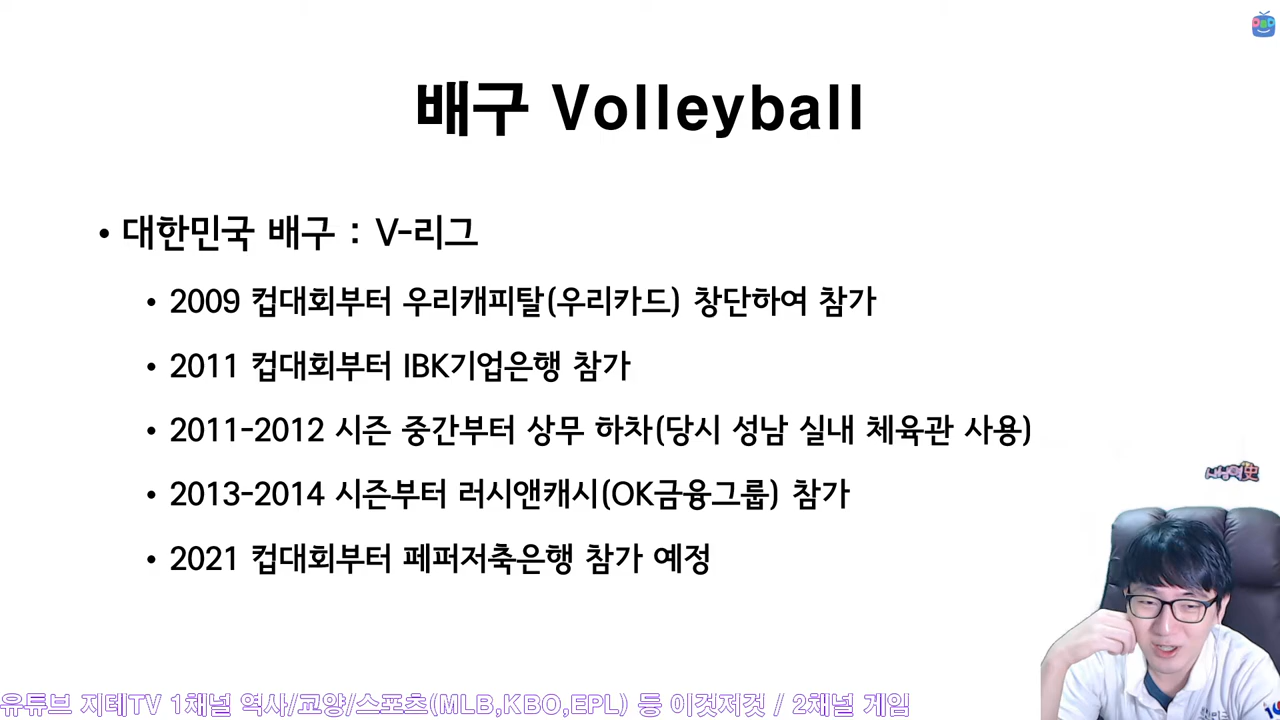 배구 Volleyball
• 대한민국 배구 : V-리그
• 2009 컵대회부터 우리캐피탈(우리카드) 창단하여 참가
• 2011 컵대회부터 IBK기업은행 참가
• 2011-2012 시즌 중간부터 상무 하차(당시 성남 실내 체육관 사용)
• 2013-2014 시즌부터 러시앤캐시(OK금융그룹) 참가
• 2021 컵대회부터 페퍼저축은행 참가 예정
유튜브 지테TV 1채널 역사/교양/스포츠(MLB,KBO,EPL) 등 이것저것 / 2채널 게임